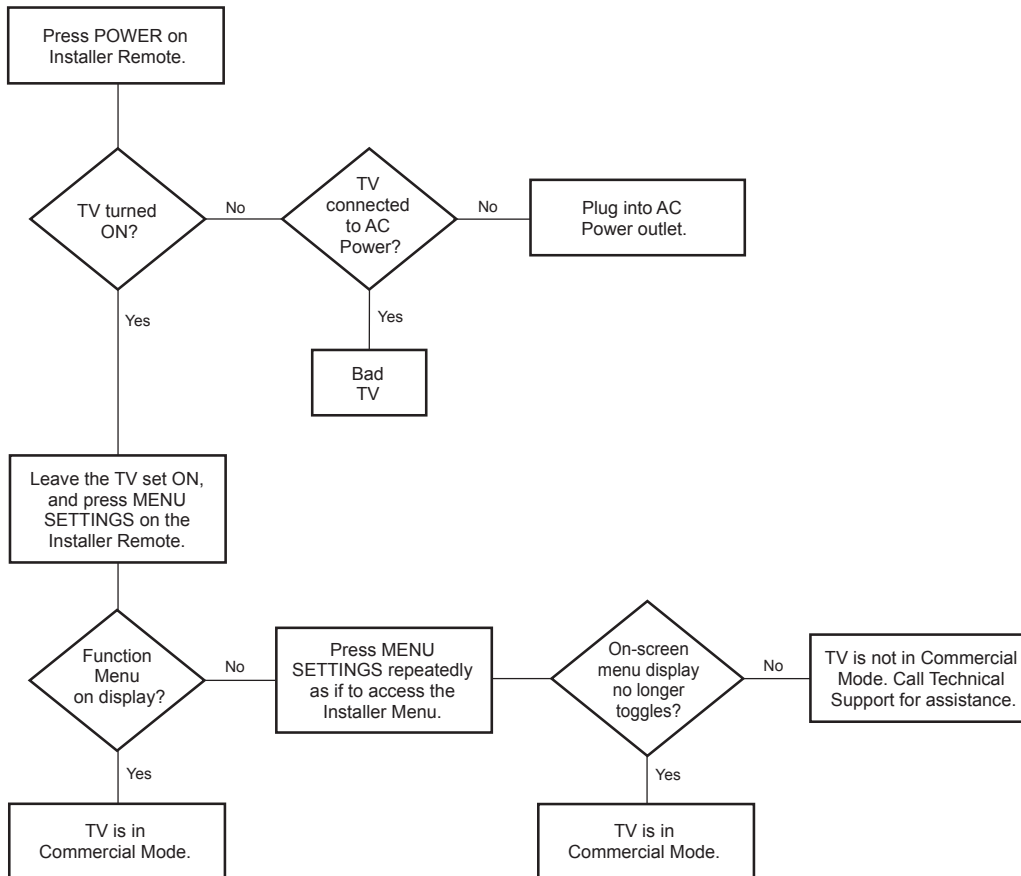 Press POWER on
Installer Remote.
TV turned
ON?
No
TV
connected
to AC
Power?
No
Plug into AC
Power outlet.
Yes
Yes
Bad
TV
Leave the TV set ON,
and press MENU
SETTINGS on the
Installer Remote.
Function
Menu
on display?
No
Press MENU
SETTINGS repeatedly
as if to access the
Installer Menu.
On-screen
menu display
no longer
toggles?
No
TV is not in Commercial
Mode. Call Technical
Support for assistance.
Yes
Yes
TV is in
Commercial Mode.
TV is in
Commercial Mode.